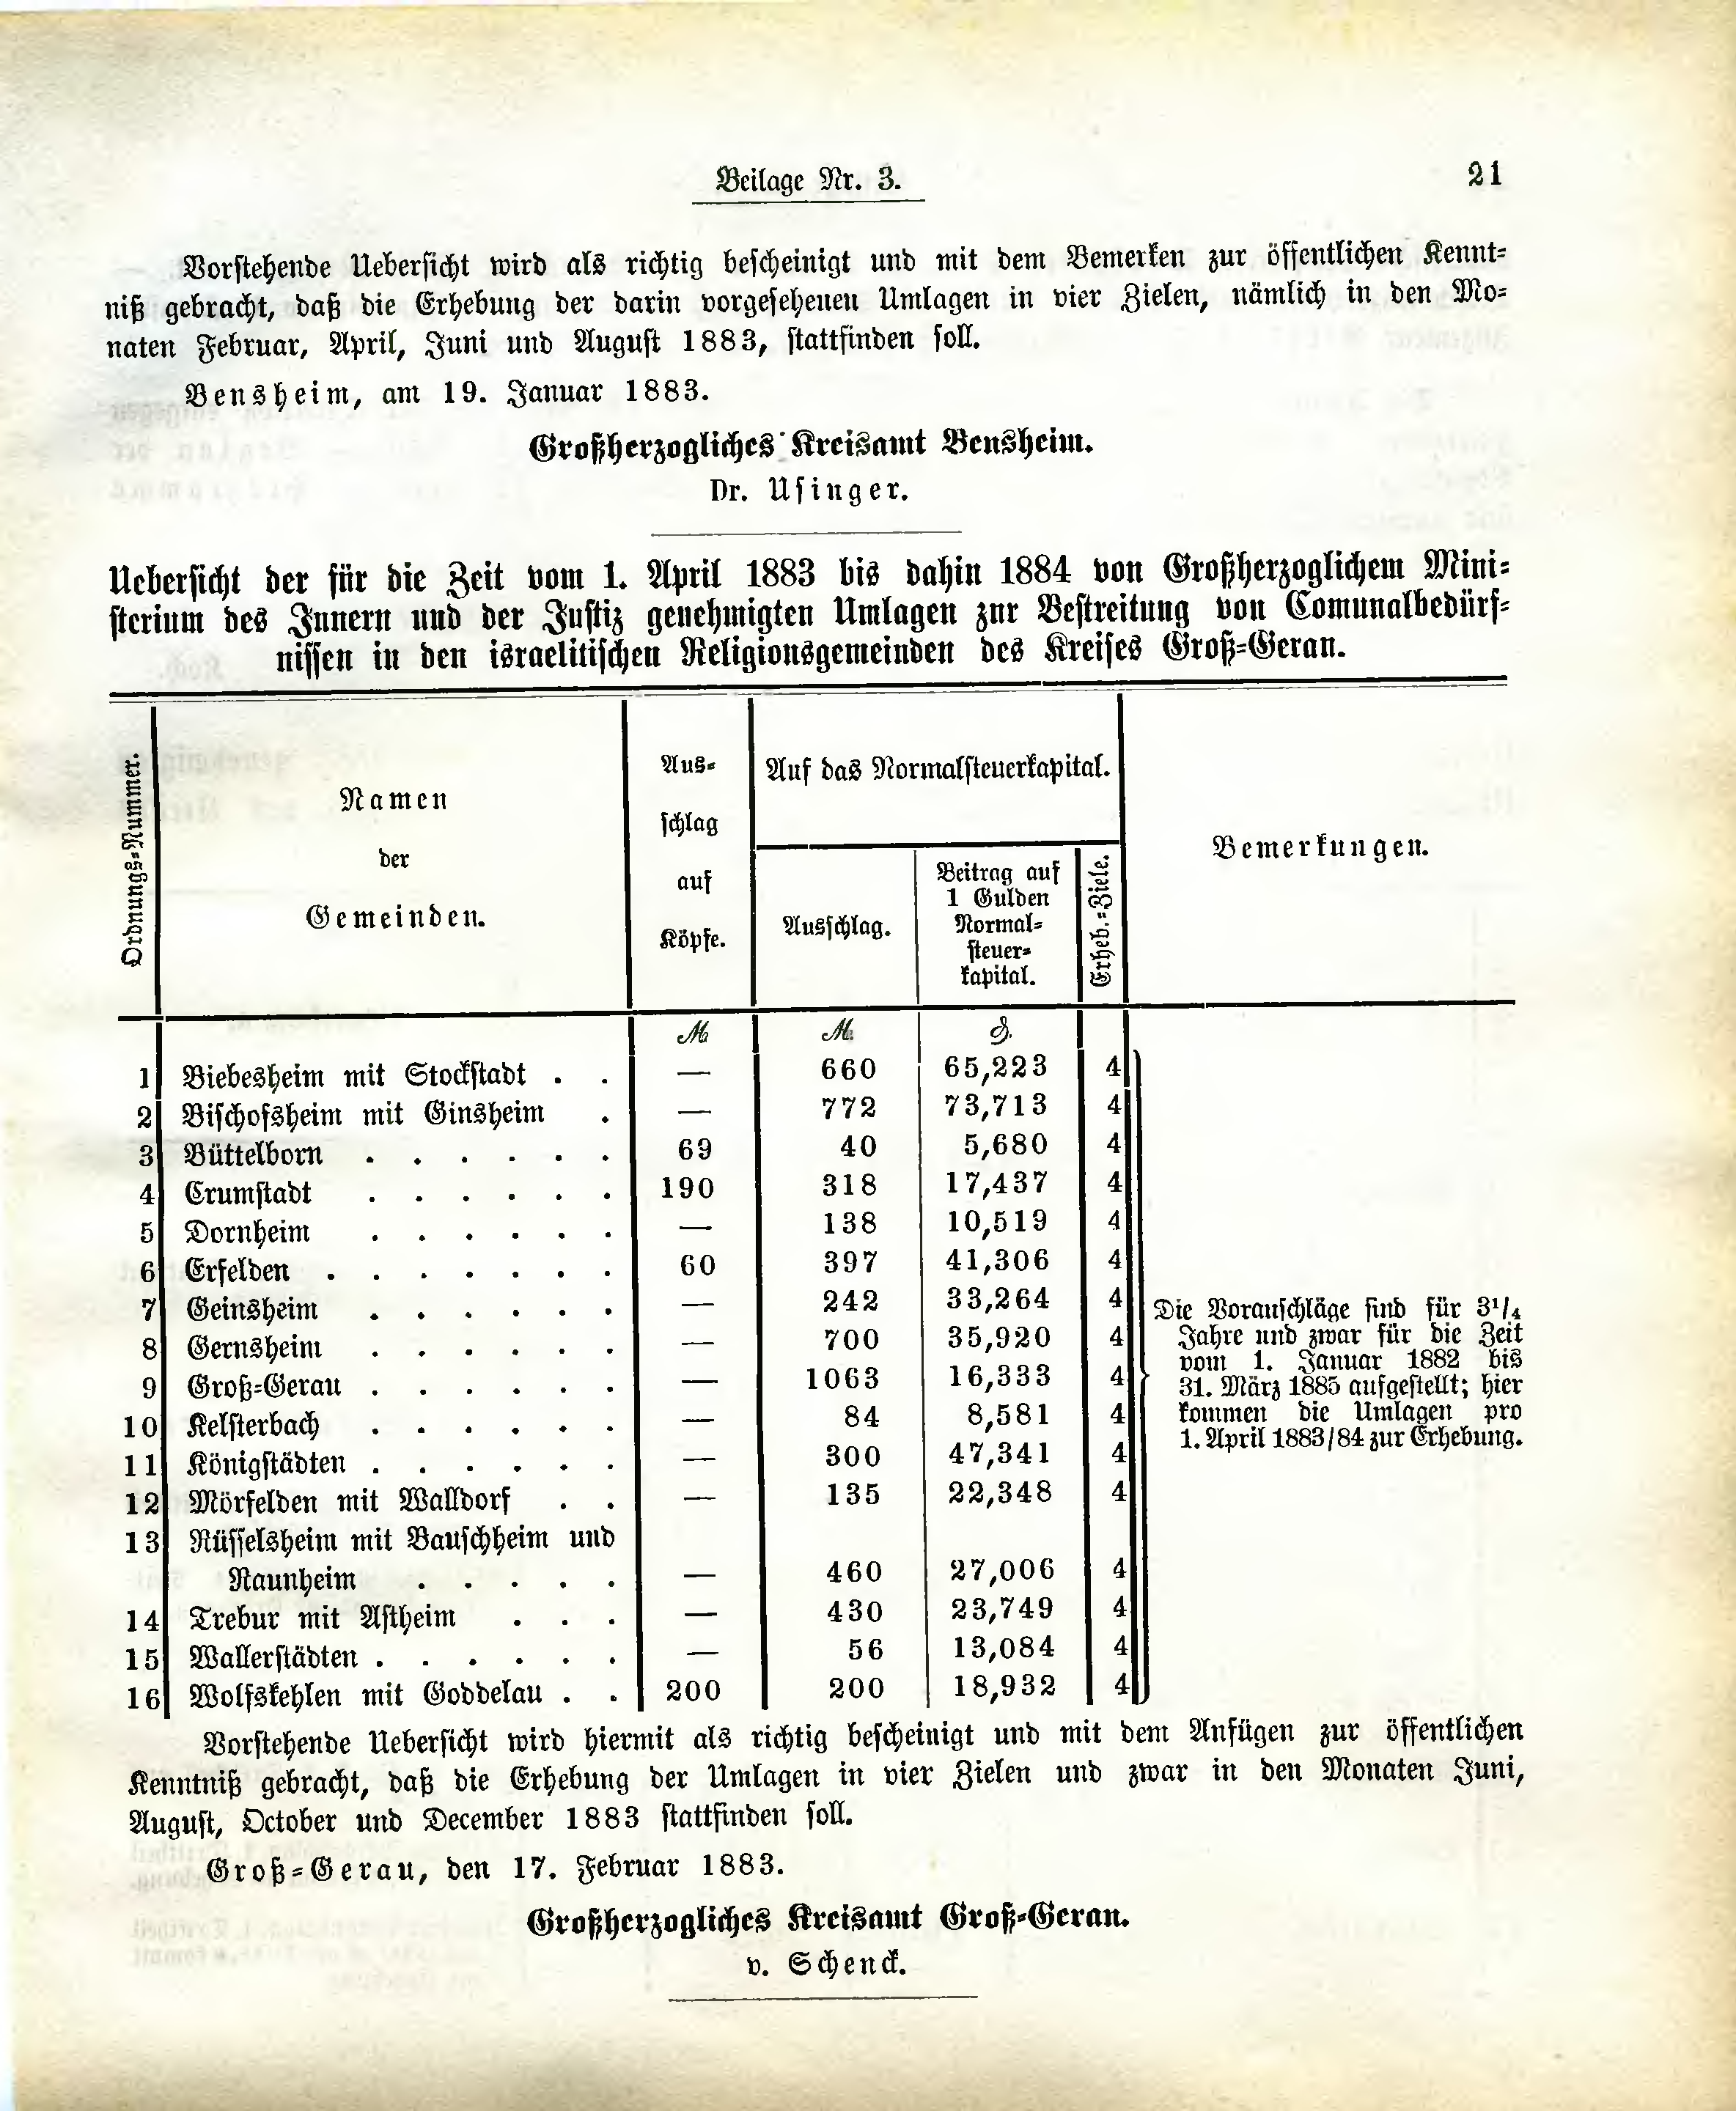 Beilage Nr. 3.
21
Vorstehende Uebersicht wird als richtig bescheinigt und mit dem Bemerken zur öffentlichen Kennt-
niß gebracht, daß die Erhebung der darin vorgesehenen Umlagen in vier Zielen, nämlich in den Mo-
naten Februar, April, Juni und August 1883, stattfinden soll.
Bensheim, am 19. Januar 1883.
Großherzogliches Kreisamt Bensheim.
Dr. Usinger.
Uebersicht der für die Zeit vom 1. April 1883 bis dahin 1884 von Großherzoglichem Mini-
sterium des Innern und der Justiz genehmigten Umlagen zur Bestreitung von Comunalbedürf-
nissen in den israelitischen Religionsgemeinden des Kreises Groß-Gerau.
Ordnungs-Nummer.
Namen
der
Gemeinden.
Aus-
schlag
auf
Köpfe.
Auf das Normalsteuerkapital.
Ausschlag.
Beitrag auf
1 Gulden
Normal-
steuer-
kapital.
Erheb.-Ziele.
Bemerkungen.
ℳ ℳ ₰.
1 Biebesheim mit Stockstadt . . — 660 65,223 4
2 Bischofsheim mit Ginsheim . — 772 73,713 4
3 Büttelborn . . . . . . 69 40 5,680 4
4 Crumstadt . . . . . . 190 318 17,437 4
5 Dornheim . . . . . . — 138 10,519 4
6 Erfelden . . . . . . . 60 397 41,306 4
7 Geinsheim . . . . . . — 242 33,264 4
8 Gernsheim . . . . . . — 700 35,920 4
9 Groß-Gerau . . . . . . — 1063 16,333 4
10 Kelsterbach . . . . . . — 84 8,581 4
11 Königstädten . . . . . . — 300 47,341 4
12 Mörfelden mit Walldorf . . — 135 22,348 4
13 Rüsselsheim mit Bauschheim und
Raunheim . . . . . — 460 27,006 4
14 Trebur mit Astheim . . . — 430 23,749 4
15 Wallerstädten . . . . . . — 56 13,084 4
16 Wolfskehlen mit Goddelau . . 200 200 18,932 4
Die Voranschläge sind für 3¹/₄
Jahre und zwar für die Zeit
vom 1. Januar 1882 bis
31. März 1885 aufgestellt; hier
kommen die Umlagen pro
1. April 1883/84 zur Erhebung.
Vorstehende Uebersicht wird hiermit als richtig bescheinigt und mit dem Anfügen zur öffentlichen
Kenntniß gebracht, daß die Erhebung der Umlagen in vier Zielen und zwar in den Monaten Juni,
August, October und December 1883 stattfinden soll.
Groß-Gerau, den 17. Februar 1883.
Großherzogliches Kreisamt Groß-Gerau.
v. Schenck.